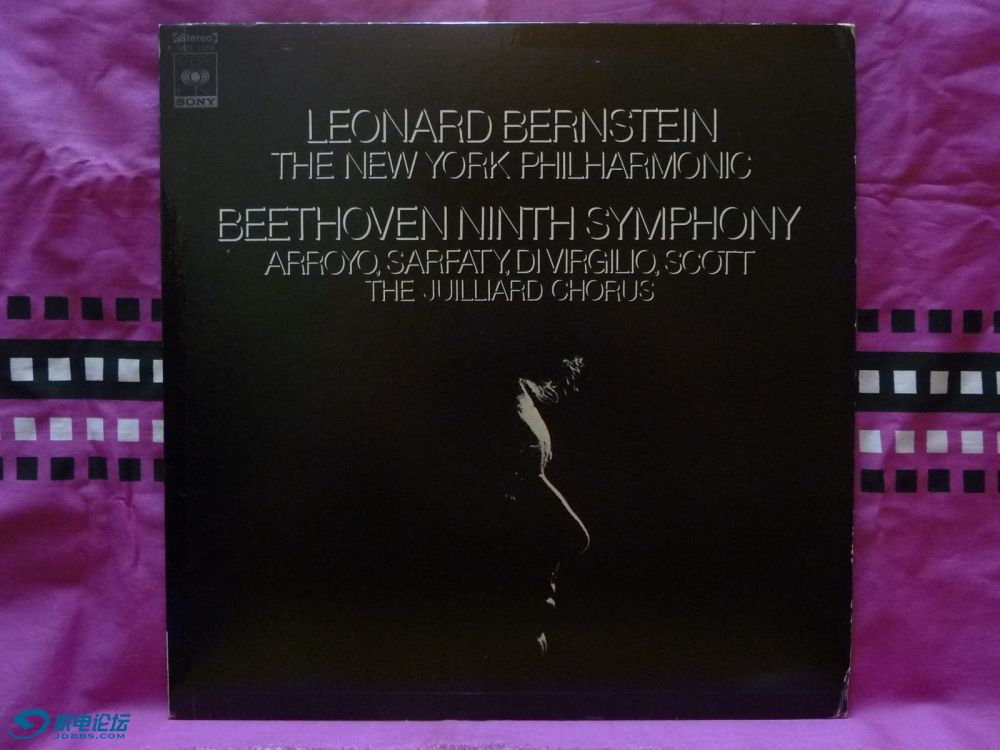 Stereo
SONY
LEONARD BERNSTEIN
THE NEW YORK PHILHARMONIC
BEETHOVEN NINTH SYMPHONY
ARROYO, SARFATY, DI VIRGILIO, SCOTT
THE JUILLIARD CHORUS
家电论坛
JDBBS.COM